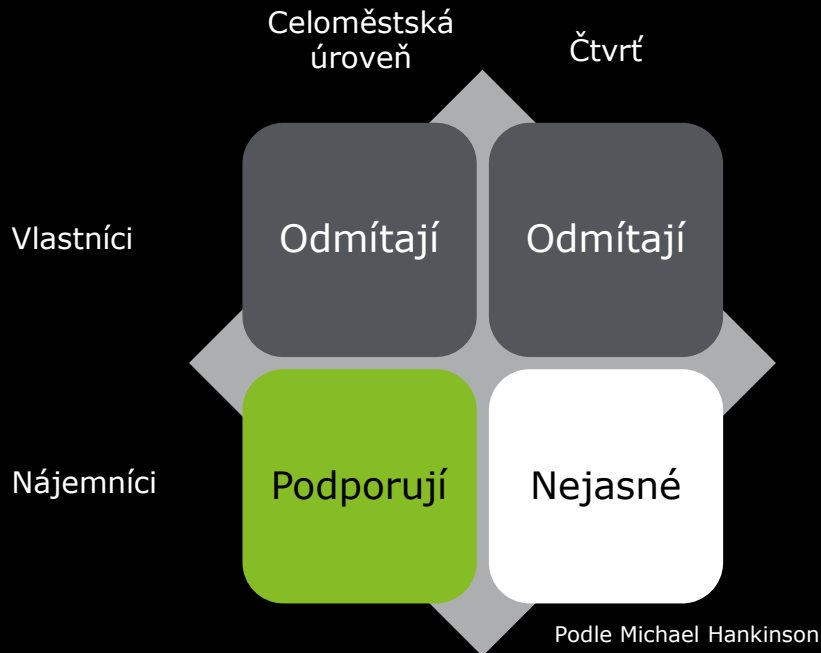 Celoměstská
úroveň
Čtvrť
Vlastníci
Odmítají
Odmítají
Nájemníci
Podporují
Nejasné
Podle Michael Hankinson